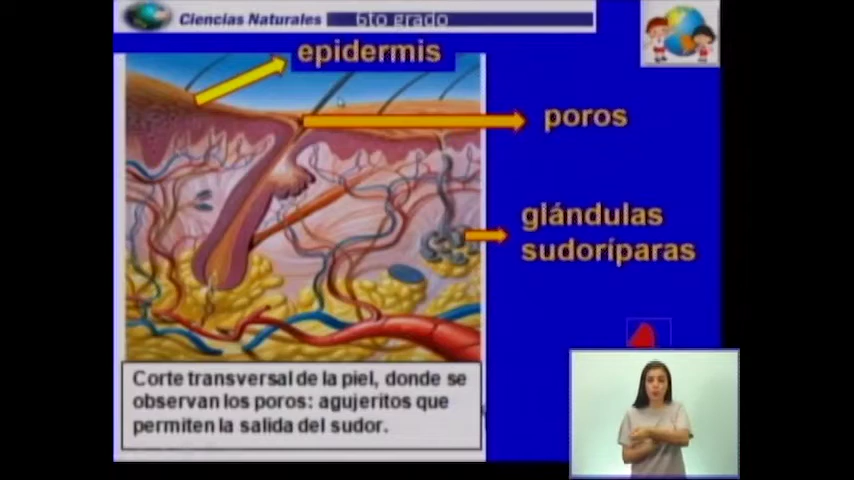 Ciencias Naturales 6to grado
epidermis
poros
glándulas
sudoríparas
Corte transversal de la piel, donde se
observan los poros: agujeritos que
permiten la salida del sudor.